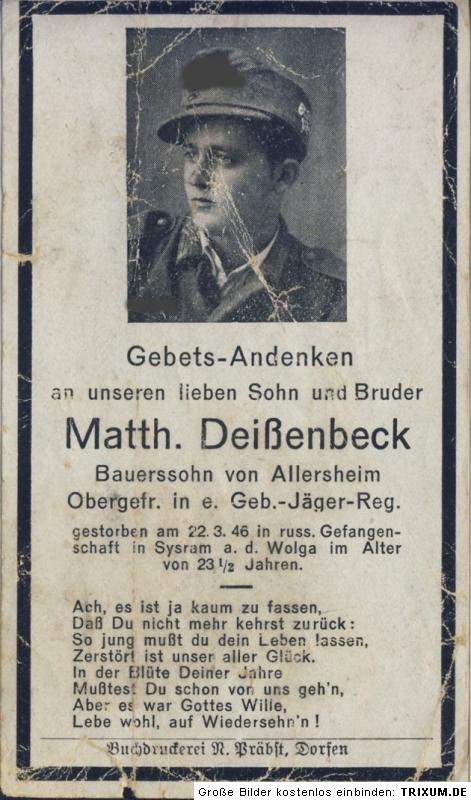 Gebets-Andenken
an unseren lieben Sohn und Bruder
Matth. Deißenbeck
Bauerssohn von Allersheim
Obergefr. in e. Geb.-Jäger-Reg.
gestorben am 22. 3. 46 in russ. Gefangen-
schaft in Sysram a. d. Wolga im Alter
von 23 1/2 Jahren.
Ach, es ist ja kaum zu fassen,
Daß Du nicht mehr kehrst zurück:
So jung mußt du dein Leben lassen,
Zerstört ist unser aller Glück.
In der Blüte Deiner Jahre
Mußtest Du schon von uns geh'n,
Aber es war Gottes Wille,
Lebe wohl, auf Wiedersehn'n !
Buchdruckerei N. Präbst, Dorfen
Große Bilder kostenlos einbinden: TRIXUM.DE